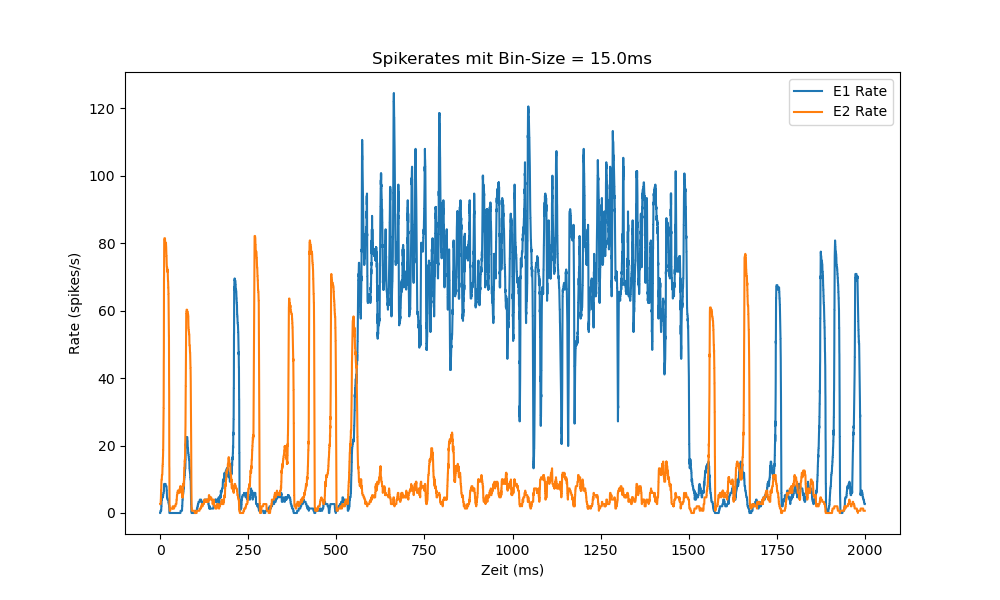 Spikerates mit Bin-Size = 15.0ms
E1 Rate
E2 Rate
120
100
80
60
40
20
0
Rate (spikes/s)
0 250 500 750 1000 1250 1500 1750 2000
Zeit (ms)